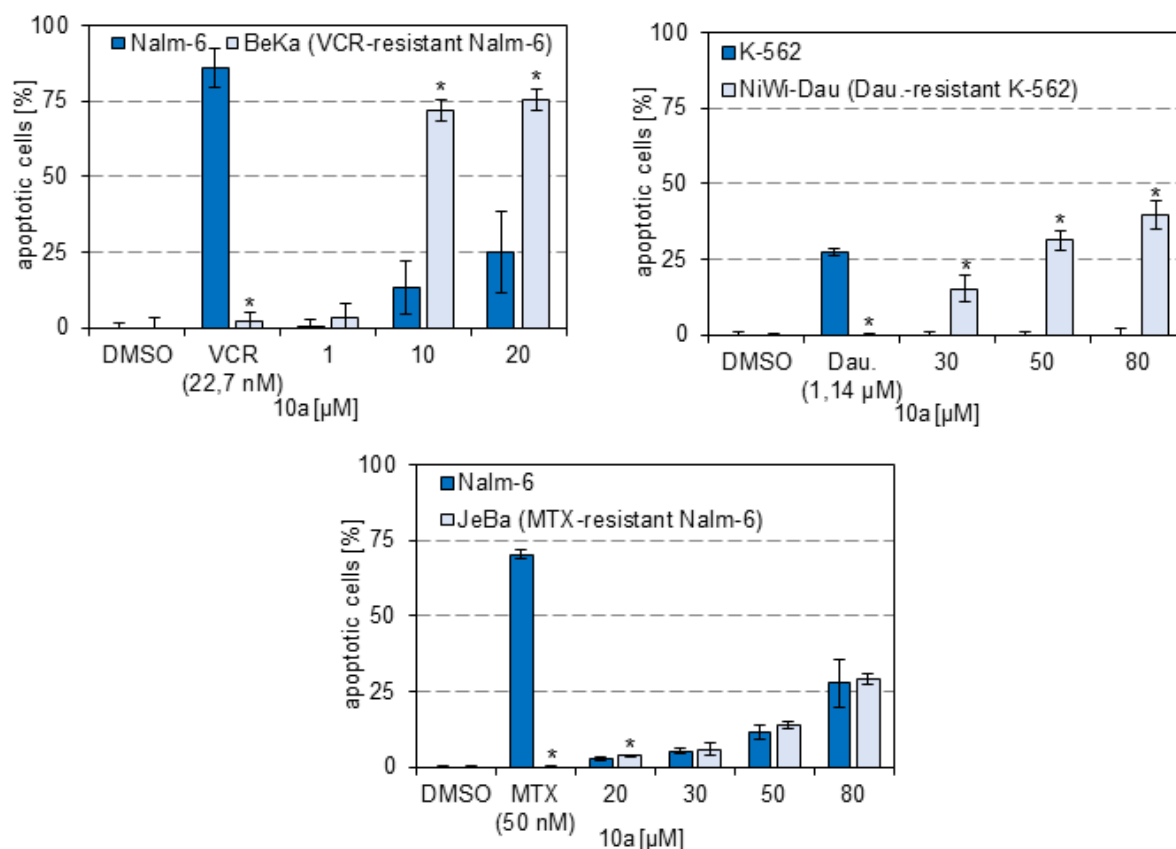 apoptotic cells [%]
100
75
50
25
0
Nalm-6 BeKa (VCR-resistant Nalm-6)
*
*
*
DMSO VCR 1 10 20
(22,7 nM)
10a [µM]
apoptotic cells [%]
100
75
50
25
0
K-562
NiWi-Dau (Dau.-resistant K-562)
*
*
*
*
DMSO Dau. 30 50 80
(1,14 µM)
10a [µM]
apoptotic cells [%]
100
75
50
25
0
Nalm-6
JeBa (MTX-resistant Nalm-6)
*
*
DMSO MTX 20 30 50 80
(50 nM)
10a [µM]